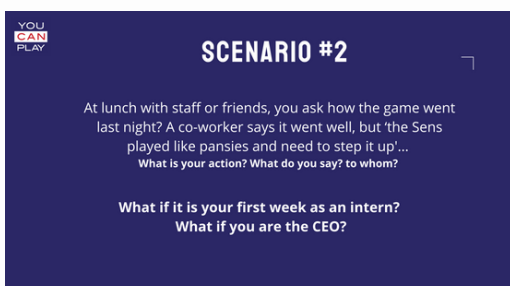 YOU
CAN
PLAY
SCENARIO #2
At lunch with staff or friends, you ask how the game went
last night? A co-worker says it went well, but ‘the Sens
played like pansies and need to step it up'...
What is your action? What do you say? to whom?
What if it is your first week as an intern?
What if you are the CEO?